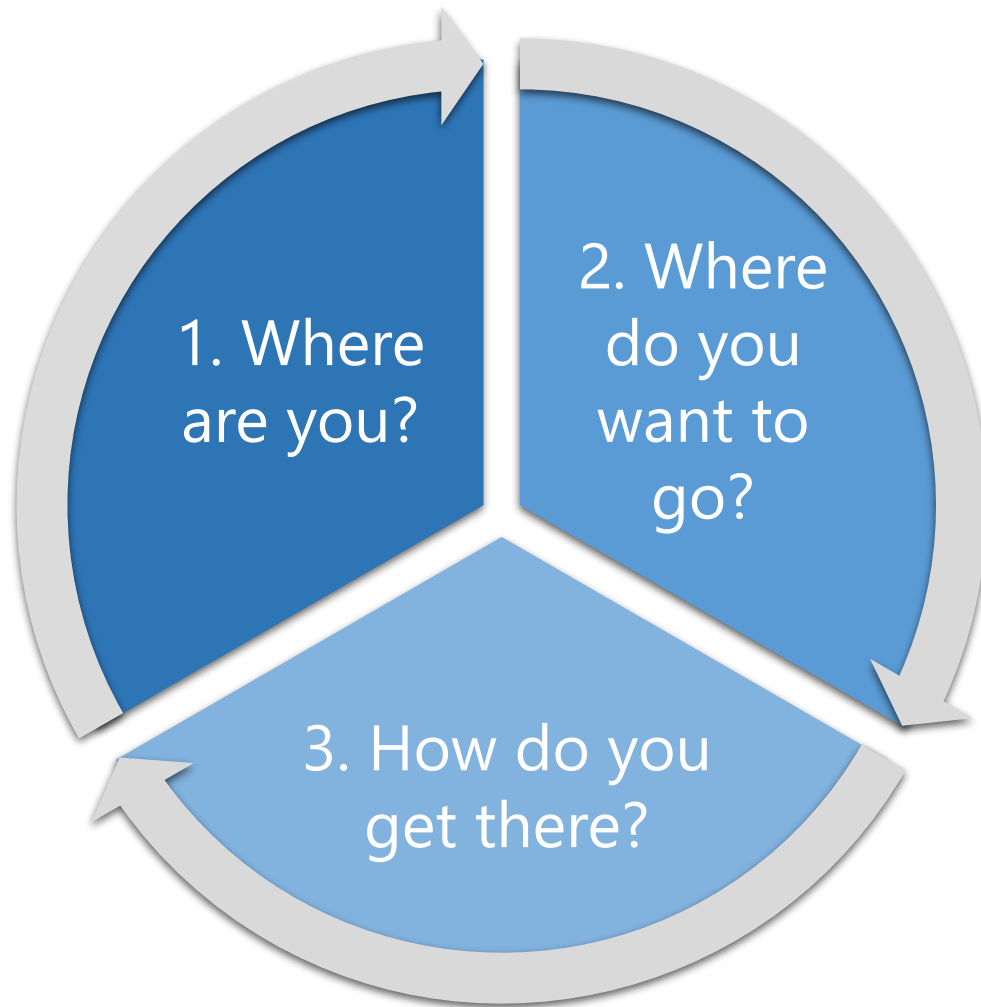 1. Where
are you?
2. Where
do you
want to
go?
3. How do you
get there?